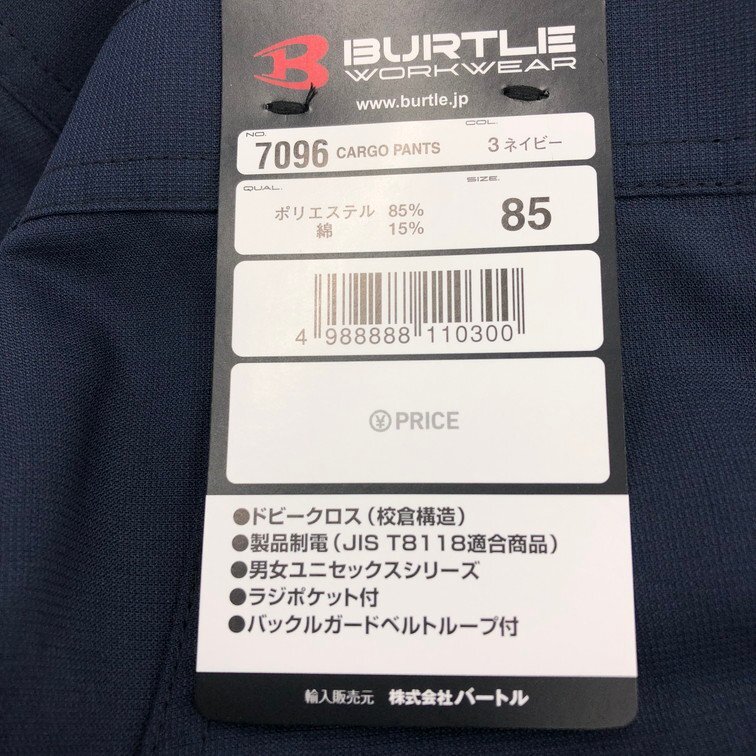 BURTLE
WORKWEAR
www.burtle.jp
NO. COL.
7096 CARGO PANTS 3 ネイビー
QUAL. SIZE.
ポリエステル 85% 85
綿 15%
4 988888 110300
¥PRICE
●ドビークロス(校倉構造)
●製品制電(JIS T8118適合商品)
●男女ユニセックスシリーズ
●ラジポケット付
●バックルガードベルトループ付
輸入販売元 株式会社バートル